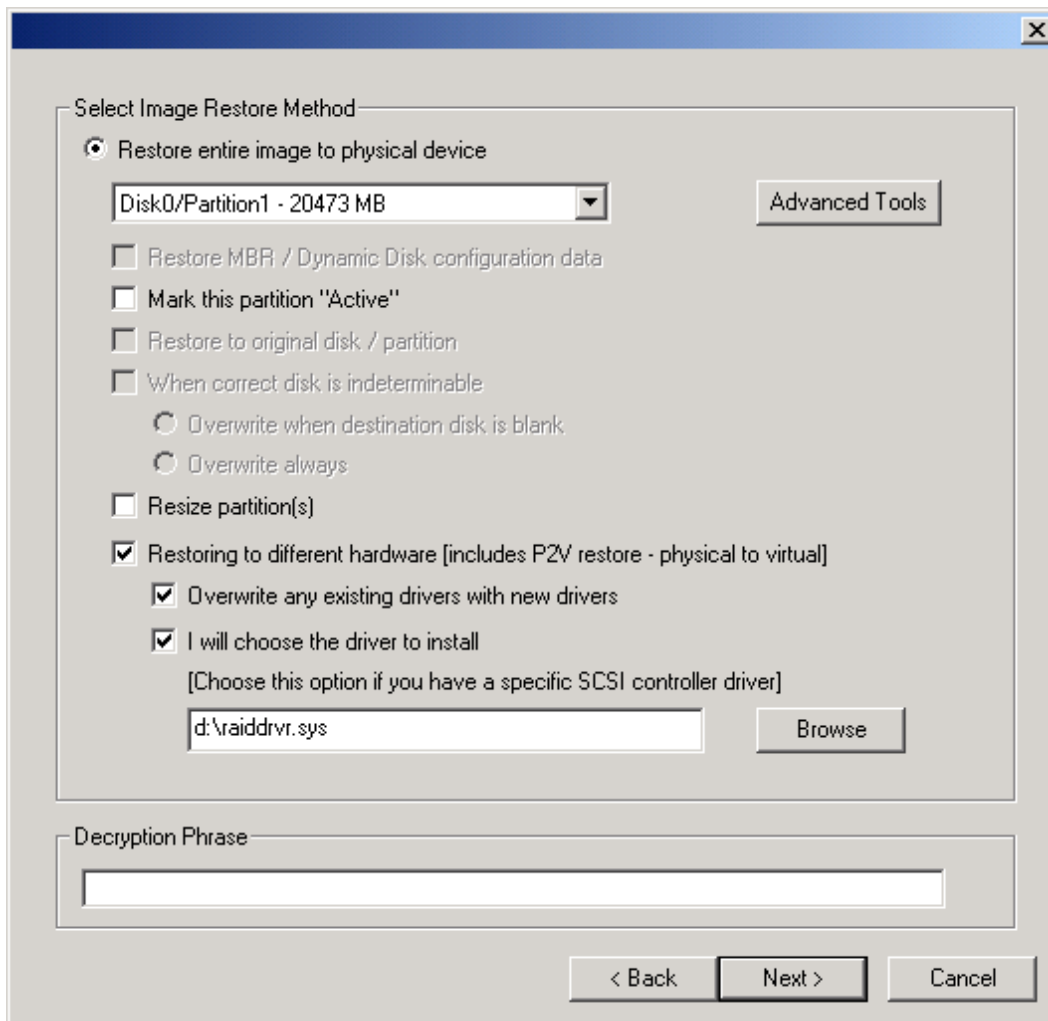 Select Image Restore Method
Restore entire image to physical device
Disk0/Partition1 - 20473 MB
Advanced Tools
Restore MBR / Dynamic Disk configuration data
Mark this partition "Active"
Restore to original disk / partition
When correct disk is indeterminable
Overwrite when destination disk is blank
Overwrite always
Resize partition(s)
Restoring to different hardware [includes P2V restore - physical to virtual]
Overwrite any existing drivers with new drivers
I will choose the driver to install
[Choose this option if you have a specific SCSI controller driver]
d:\raiddrvr.sys
Browse
Decryption Phrase
< Back
Next >
Cancel